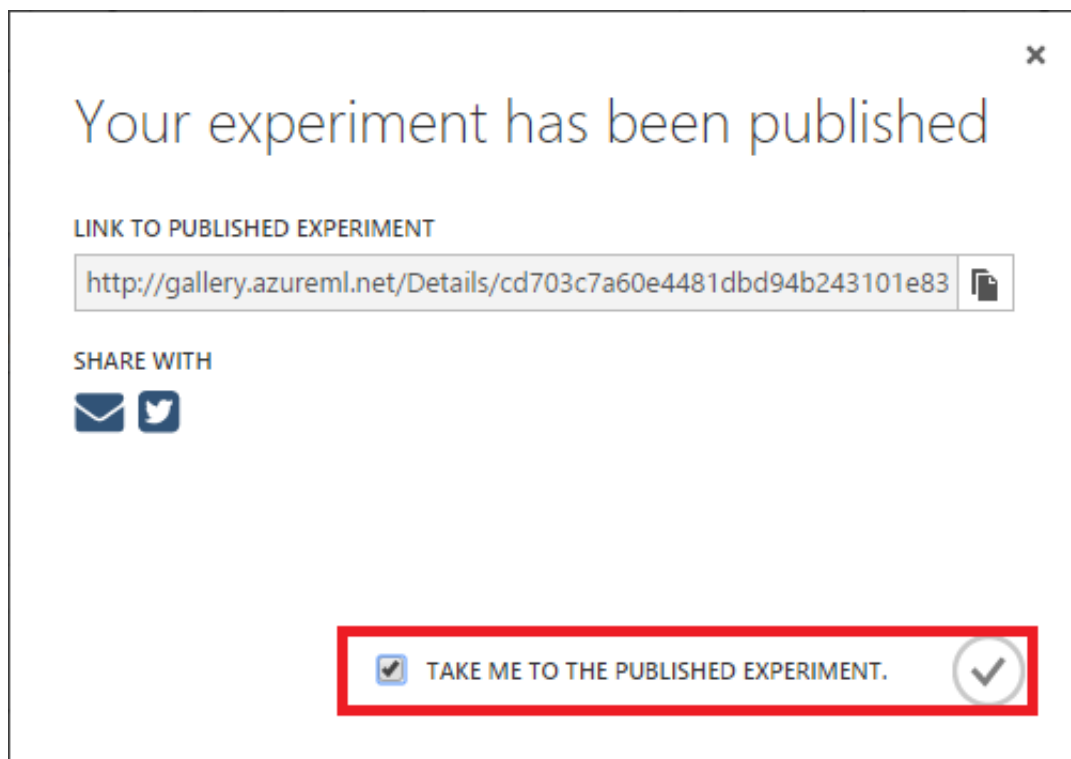 Your experiment has been published
LINK TO PUBLISHED EXPERIMENT
http://gallery.azureml.net/Details/cd703c7a60e4481dbd94b243101e83
SHARE WITH
TAKE ME TO THE PUBLISHED EXPERIMENT.